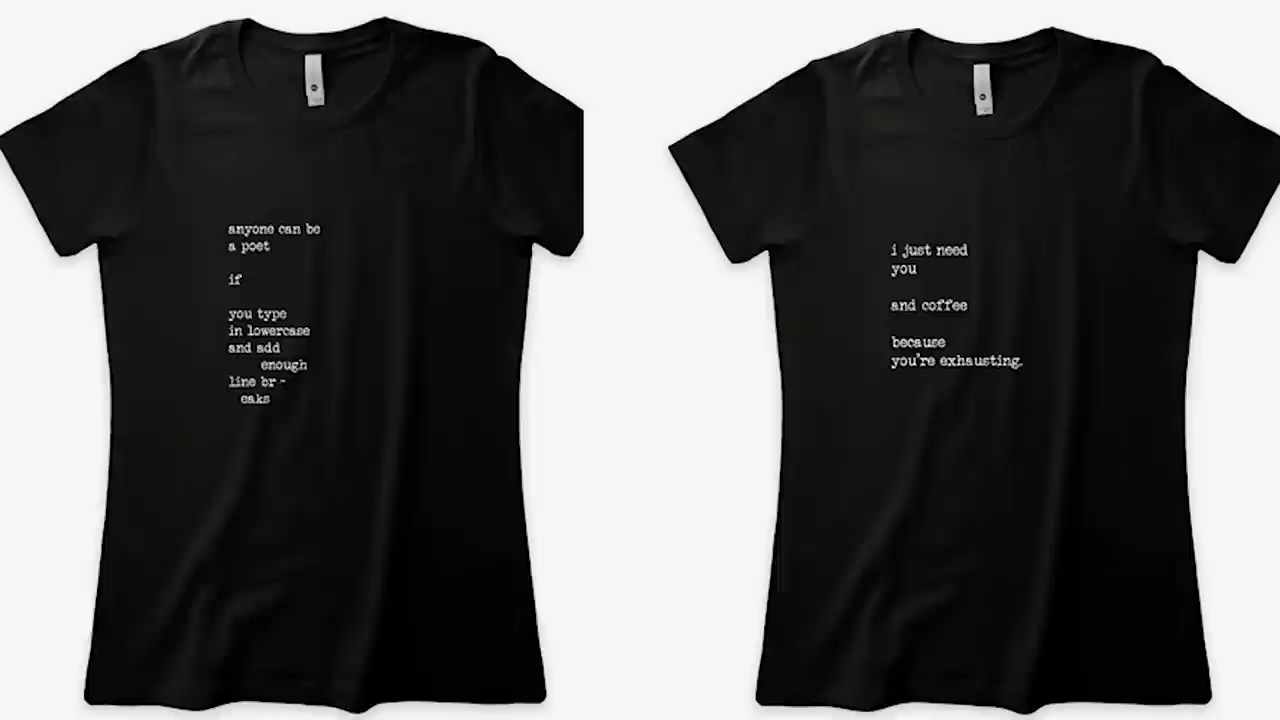 anyone can be
a poet
if
you type
in lowercase
and add
enough
line br-
eaks
i just need
you
and coffee
because
you're exhausting.